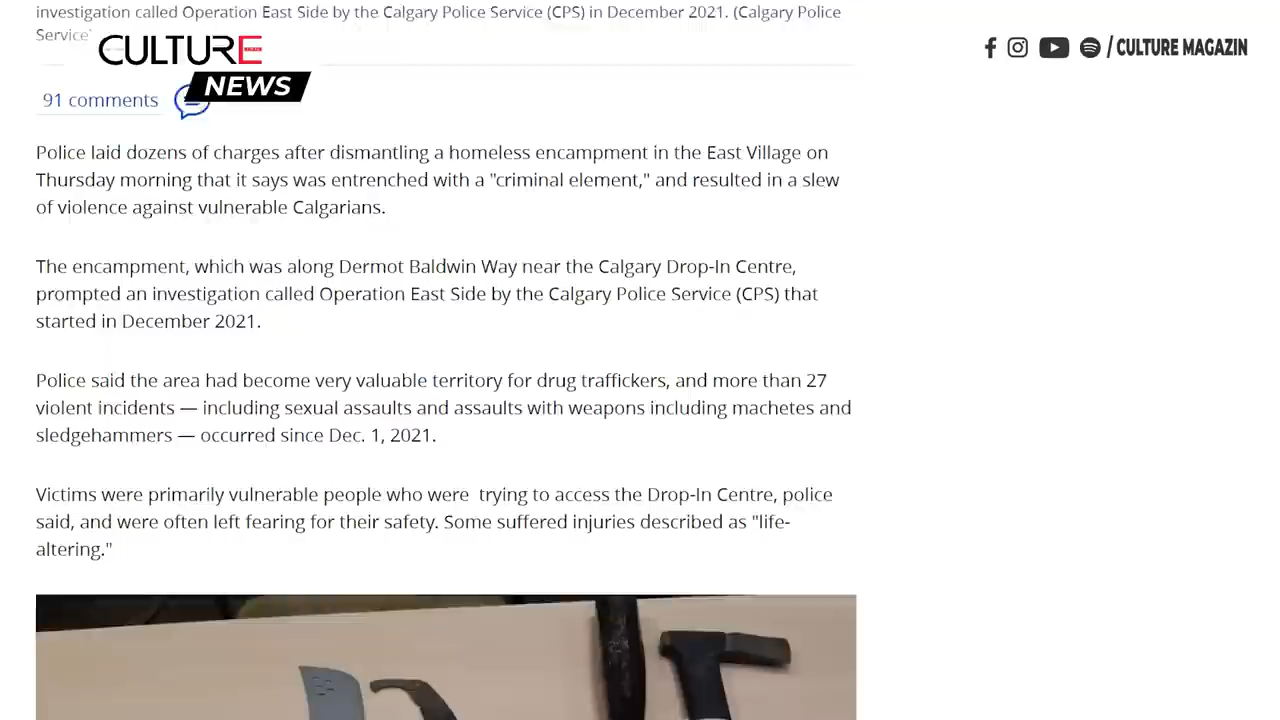 investigation called Operation East Side by the Calgary Police Service (CPS) in December 2021. (Calgary Police
Service)
CULTURE
NEWS
/ CULTURE MAGAZIN
91 comments
Police laid dozens of charges after dismantling a homeless encampment in the East Village on
Thursday morning that it says was entrenched with a "criminal element," and resulted in a slew
of violence against vulnerable Calgarians.
The encampment, which was along Dermot Baldwin Way near the Calgary Drop-In Centre,
prompted an investigation called Operation East Side by the Calgary Police Service (CPS) that
started in December 2021.
Police said the area had become very valuable territory for drug traffickers, and more than 27
violent incidents — including sexual assaults and assaults with weapons including machetes and
sledgehammers — occurred since Dec. 1, 2021.
Victims were primarily vulnerable people who were  trying to access the Drop-In Centre, police
said, and were often left fearing for their safety. Some suffered injuries described as "life-
altering."